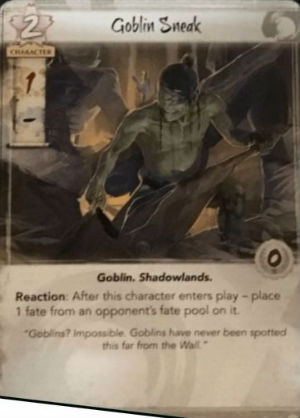 2
Goblin Sneak
CHARACTER
1
-
0
Goblin. Shadowlands.
Reaction: After this character enters play – place
1 fate from an opponent's fate pool on it.
"Goblins? Impossible. Goblins have never been spotted
this far from the Wall."